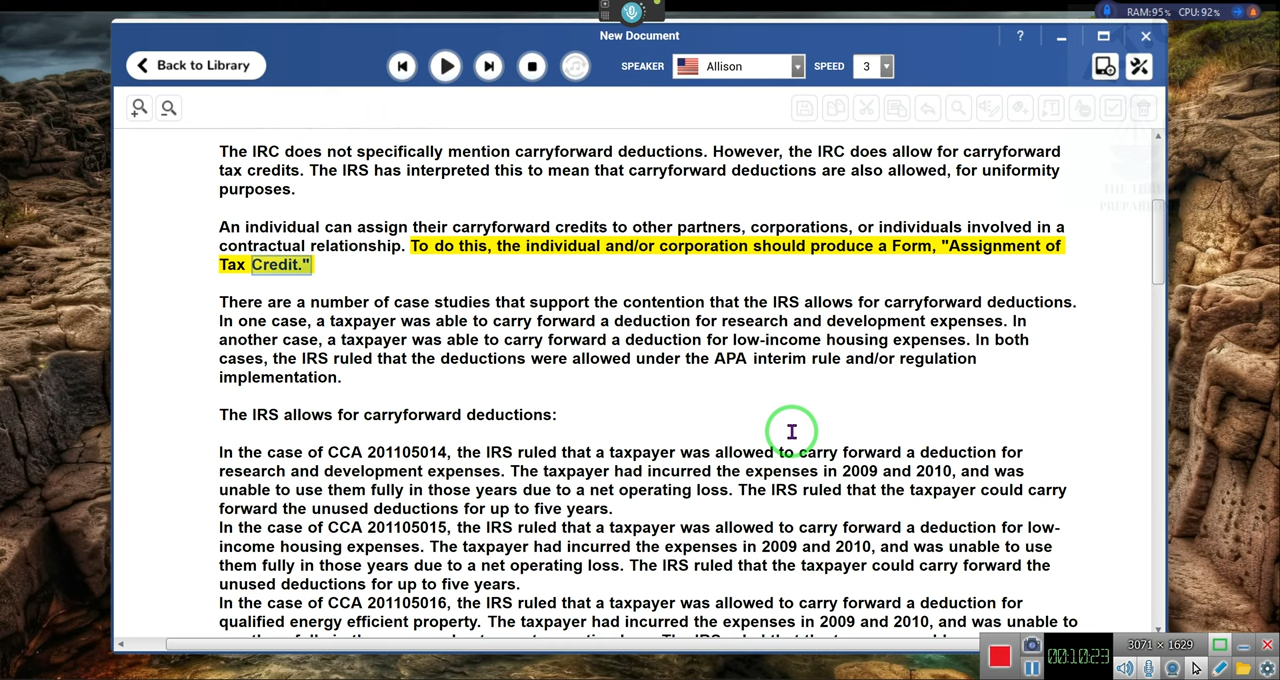 RAM:95% CPU:92%
New Document
?
Back to Library
SPEAKER
Allison
SPEED
3
The IRC does not specifically mention carryforward deductions. However, the IRC does allow for carryforward
tax credits. The IRS has interpreted this to mean that carryforward deductions are also allowed, for uniformity
purposes.
An individual can assign their carryforward credits to other partners, corporations, or individuals involved in a
contractual relationship. To do this, the individual and/or corporation should produce a Form, "Assignment of
Tax Credit."
There are a number of case studies that support the contention that the IRS allows for carryforward deductions.
In one case, a taxpayer was able to carry forward a deduction for research and development expenses. In
another case, a taxpayer was able to carry forward a deduction for low-income housing expenses. In both
cases, the IRS ruled that the deductions were allowed under the APA interim rule and/or regulation
implementation.
The IRS allows for carryforward deductions:
In the case of CCA 201105014, the IRS ruled that a taxpayer was allowed to carry forward a deduction for
research and development expenses. The taxpayer had incurred the expenses in 2009 and 2010, and was
unable to use them fully in those years due to a net operating loss. The IRS ruled that the taxpayer could carry
forward the unused deductions for up to five years.
In the case of CCA 201105015, the IRS ruled that a taxpayer was allowed to carry forward a deduction for low-
income housing expenses. The taxpayer had incurred the expenses in 2009 and 2010, and was unable to use
them fully in those years due to a net operating loss. The IRS ruled that the taxpayer could carry forward the
unused deductions for up to five years.
In the case of CCA 201105016, the IRS ruled that a taxpayer was allowed to carry forward a deduction for
qualified energy efficient property. The taxpayer had incurred the expenses in 2009 and 2010, and was unable to
3071 × 1629
00:10:23